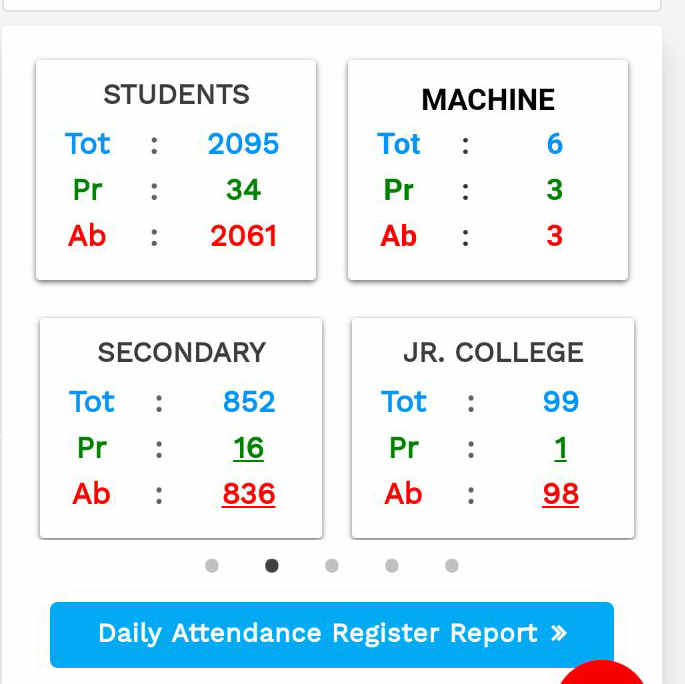 STUDENTS
Tot : 2095
Pr : 34
Ab : 2061
MACHINE
Tot : 6
Pr : 3
Ab : 3
SECONDARY
Tot : 852
Pr : 16
Ab : 836
JR. COLLEGE
Tot : 99
Pr : 1
Ab : 98
Daily Attendance Register Report »